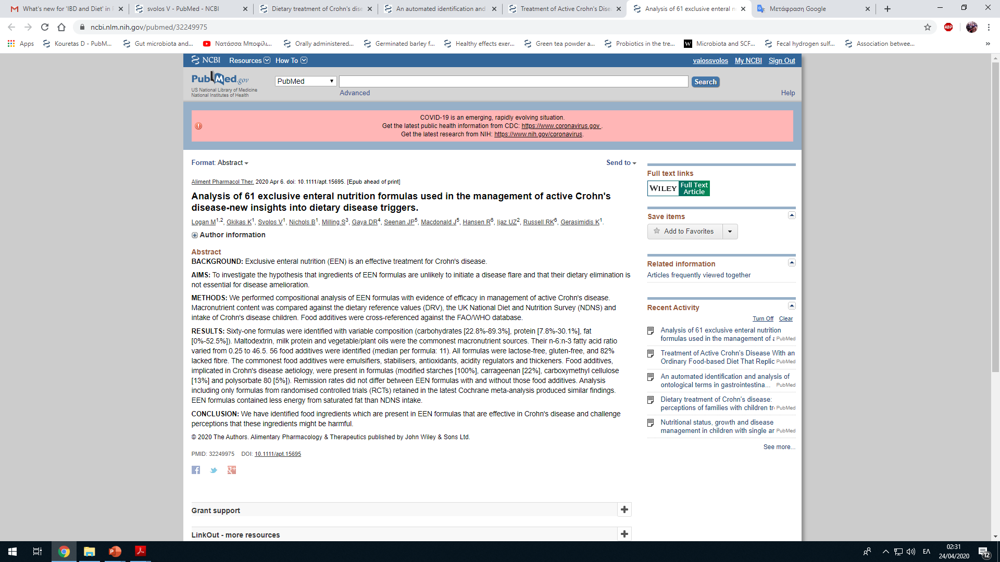 What's new for 'IBD and Diet' in
svolos V - PubMed - NCBI
Dietary treatment of Crohn's dise
An automated identification and
Treatment of Active Crohn's Dise
Analysis of 61 exclusive enteral n
Μετάφραση Google
ncbi.nlm.nih.gov/pubmed/32249975
ABP
Apps
Kouretas D - PubM...
Gut microbiota and...
Νατάσσα Μποφίλι...
Orally administered...
Germinated barley f...
Healthy effects exer...
Green tea powder a...
Probiotics in the tre...
Microbiota and SCF...
Fecal hydrogen sulf...
Association betwee...
NCBI Resources How To
vaiossvolos My NCBI Sign Out
PubMed.gov
US National Library of Medicine
National Institutes of Health
PubMed
Search
Advanced
Help
COVID-19 is an emerging, rapidly evolving situation.
Get the latest public health information from CDC: https://www.coronavirus.gov .
Get the latest research from NIH: https://www.nih.gov/coronavirus.
Format: Abstract
Send to
Aliment Pharmacol Ther. 2020 Apr 6. doi: 10.1111/apt.15695. [Epub ahead of print]
Analysis of 61 exclusive enteral nutrition formulas used in the management of active Crohn's
disease-new insights into dietary disease triggers.
Logan M1,2, Gkikas K1, Svolos V1, Nichols B1, Milling S3, Gaya DR4, Seenan JP5, Macdonald J5, Hansen R6, Ijaz UZ2, Russell RK6, Gerasimidis K1.
Author information
Abstract
BACKGROUND: Exclusive enteral nutrition (EEN) is an effective treatment for Crohn's disease.
AIMS: To investigate the hypothesis that ingredients of EEN formulas are unlikely to initiate a disease flare and that their dietary elimination is
not essential for disease amelioration.
METHODS: We performed compositional analysis of EEN formulas with evidence of efficacy in management of active Crohn's disease.
Macronutrient content was compared against the dietary reference values (DRV), the UK National Diet and Nutrition Survey (NDNS) and
intake of Crohn's disease children. Food additives were cross-referenced against the FAO/WHO database.
RESULTS: Sixty-one formulas were identified with variable composition (carbohydrates [22.8%-89.3%], protein [7.8%-30.1%], fat
[0%-52.5%]). Maltodextrin, milk protein and vegetable/plant oils were the commonest macronutrient sources. Their n-6:n-3 fatty acid ratio
varied from 0.25 to 46.5. 56 food additives were identified (median per formula: 11). All formulas were lactose-free, gluten-free, and 82%
lacked fibre. The commonest food additives were emulsifiers, stabilisers, antioxidants, acidity regulators and thickeners. Food additives,
implicated in Crohn's disease aetiology, were present in formulas (modified starches [100%], carrageenan [22%], carboxymethyl cellulose
[13%] and polysorbate 80 [5%]). Remission rates did not differ between EEN formulas with and without those food additives. Analysis
including only formulas from randomised controlled trials (RCTs) retained in the latest Cochrane meta-analysis produced similar findings.
EEN formulas contained less energy from saturated fat than NDNS intake.
CONCLUSION: We have identified food ingredients which are present in EEN formulas that are effective in Crohn's disease and challenge
perceptions that these ingredients might be harmful.
© 2020 The Authors. Alimentary Pharmacology & Therapeutics published by John Wiley & Sons Ltd.
PMID: 32249975 DOI: 10.1111/apt.15695
Grant support
LinkOut - more resources
Full text links
WILEY Full Text
Article
Save items
Add to Favorites
Related information
Articles frequently viewed together
Recent Activity
Turn Off Clear
Analysis of 61 exclusive enteral nutrition
formulas used in the management of a PubMed
Treatment of Active Crohn's Disease With an
Ordinary Food-based Diet That Replic PubMed
An automated identification and analysis of
ontological terms in gastrointestina... PubMed
Dietary treatment of Crohn's disease:
perceptions of families with children tr PubMed
Nutritional status, growth and disease
management in children with single ar PubMed
See more...
ΕΛ
02:31
24/04/2020
12